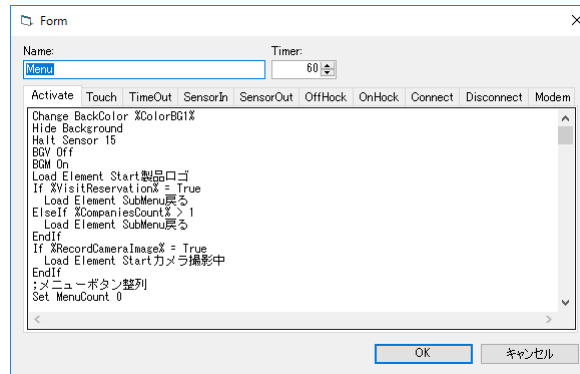 Form
Name:
Timer:
Menu
60
Activate Touch TimeOut SensorIn SensorOut OffHock OnHock Connect Disconnect Modem
Change BackColor %ColorBG1%
Hide Background
Halt Sensor 15
BGV Off
BGM On
Load Element Start製品ロゴ
If %VisitReservation% = True
  Load Element SubMenu戻る
ElseIf %CompaniesCount% > 1
  Load Element SubMenu戻る
EndIf
If %RecordCameraImage% = True
  Load Element Startカメラ撮影中
EndIf
;メニューボタン整列
Set MenuCount 0
OK
キャンセル